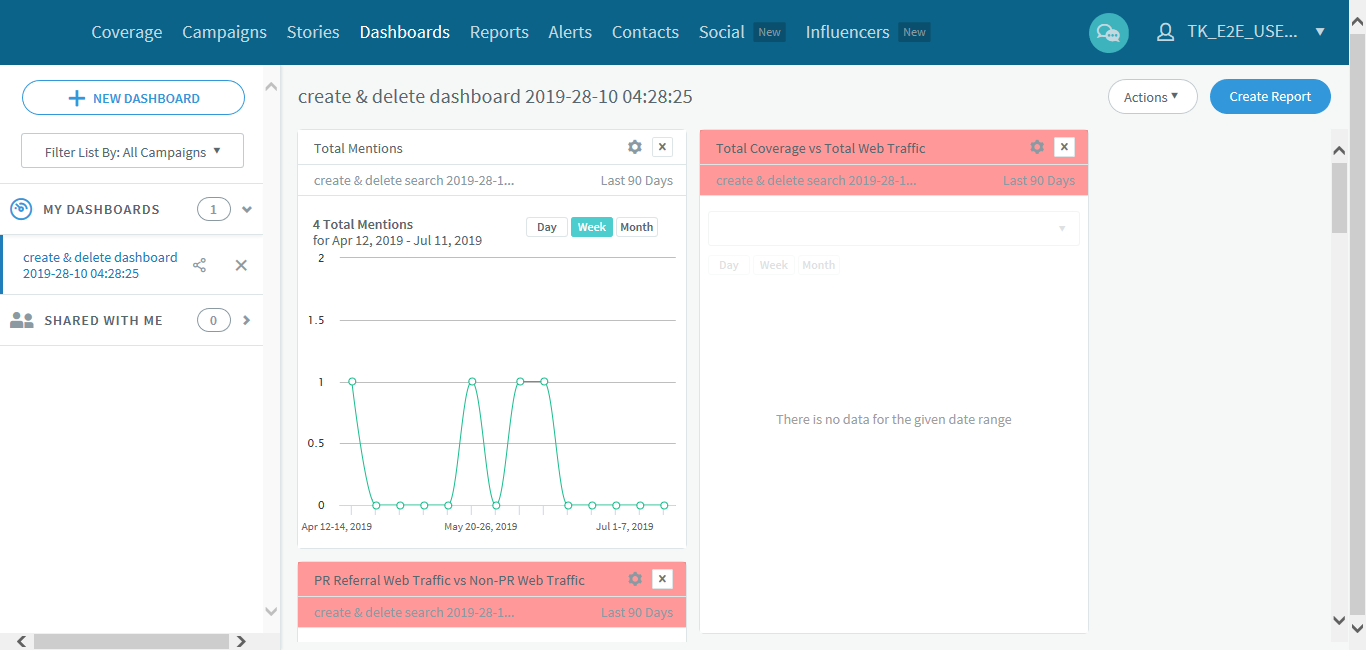 Coverage Campaigns Stories Dashboards Reports Alerts Contacts Social New Influencers New TK_E2E_USE...
NEW DASHBOARD
Filter List By: All Campaigns
MY DASHBOARDS 1
create & delete dashboard
2019-28-10 04:28:25
SHARED WITH ME 0
create & delete dashboard 2019-28-10 04:28:25
Actions
Create Report
Total Mentions
create & delete search 2019-28-1... Last 90 Days
4 Total Mentions
for Apr 12, 2019 - Jul 11, 2019
Day Week Month
2
1.5
1
0.5
0
Apr 12-14, 2019 May 20-26, 2019 Jul 1-7, 2019
Total Coverage vs Total Web Traffic
create & delete search 2019-28-1... Last 90 Days
Day Week Month
There is no data for the given date range
PR Referral Web Traffic vs Non-PR Web Traffic
create & delete search 2019-28-1... Last 90 Days